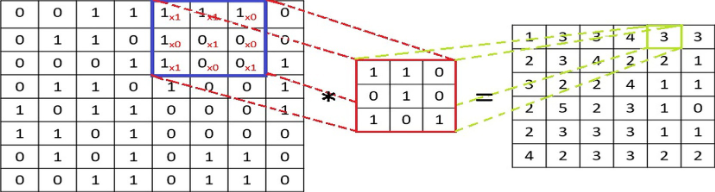 0 0 1 1 1x1 1x1 1x0 0
0 1 1 0 1x0 0x1 0x0 0
0 0 0 1 1x1 0x0 0x1 1
0 1 1 0 1 0 0 1
1 0 1 1 0 0 0 1
1 1 0 1 0 0 0 0
0 1 0 1 0 1 1 0
0 0 1 1 0 1 1 0
*
1 1 0
0 1 0
1 0 1
=
1 3 3 4 3 3
2 3 4 2 2 1
3 2 2 4 1 1
2 5 2 3 1 0
2 3 3 3 1 1
4 2 3 3 2 2